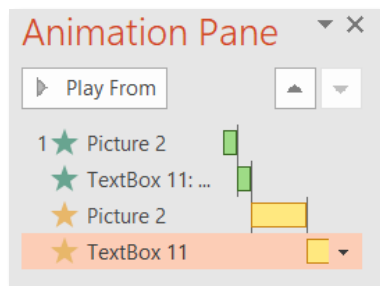 Animation Pane
Play From
1 Picture 2
TextBox 11: ...
Picture 2
TextBox 11